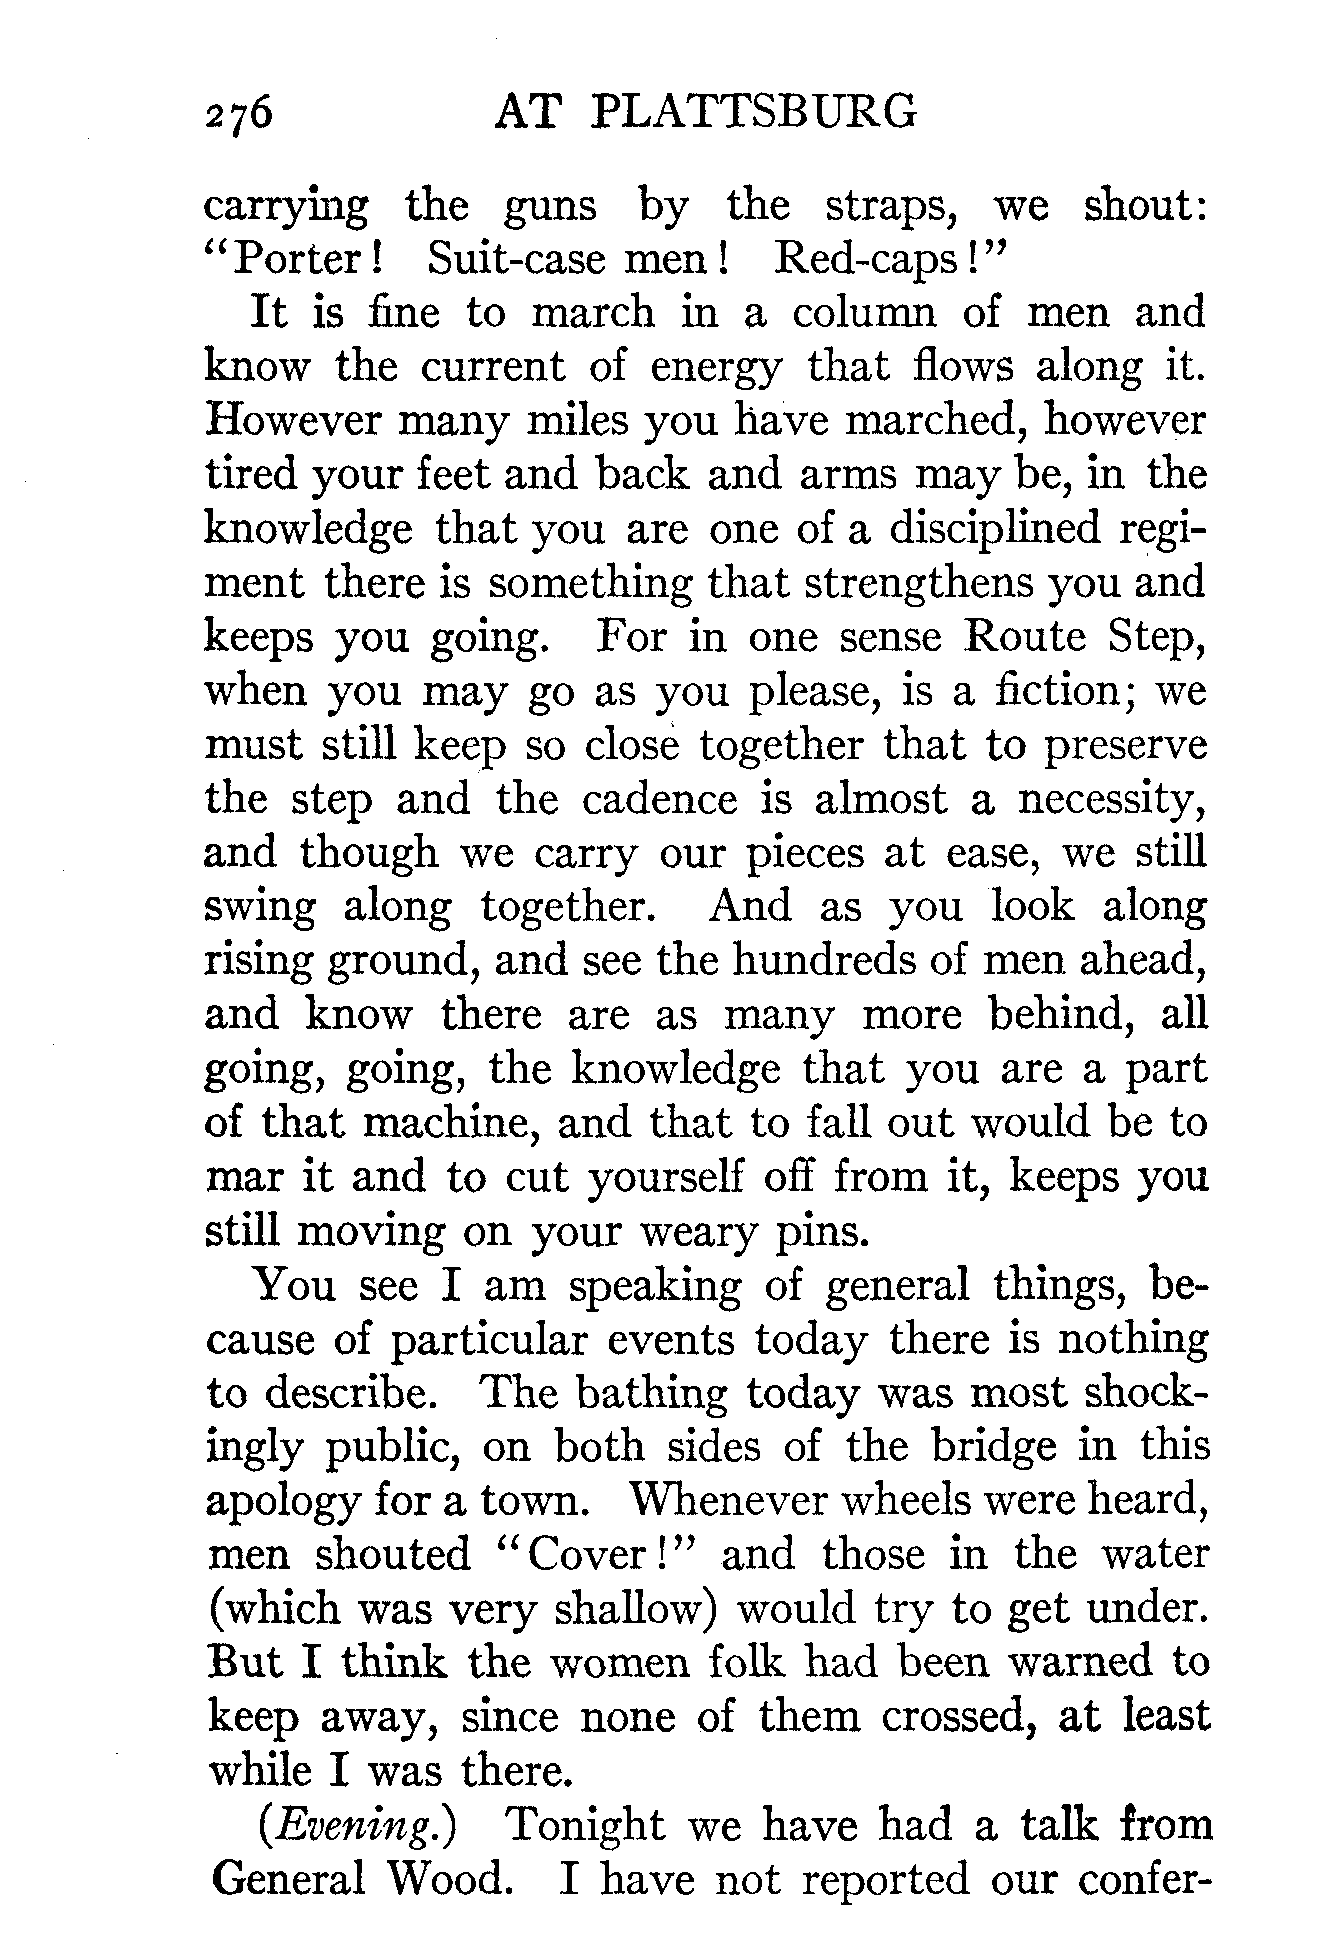 276 AT PLATTSBURG
carrying the guns by the straps, we shout:
“Porter! Suit-case men! Red-caps!”
It is fine to march in a column of men and
know the current of energy that flows along it.
However many miles you have marched, however
tired your feet and back and arms may be, in the
knowledge that you are one of a disciplined regi-
ment there is something that strengthens you and
keeps you going. For in one sense Route Step,
when you may go as you please, is a fiction; we
must still keep so close together that to preserve
the step and the cadence is almost a necessity,
and though we carry our pieces at ease, we still
swing along together. And as you look along
rising ground, and see the hundreds of men ahead,
and know there are as many more behind, all
going, going, the knowledge that you are a part
of that machine, and that to fall out would be to
mar it and to cut yourself off from it, keeps you
still moving on your weary pins.
You see I am speaking of general things, be-
cause of particular events today there is nothing
to describe. The bathing today was most shock-
ingly public, on both sides of the bridge in this
apology for a town. Whenever wheels were heard,
men shouted “Cover!” and those in the water
(which was very shallow) would try to get under.
But I think the women folk had been warned to
keep away, since none of them crossed, at least
while I was there.
(Evening.) Tonight we have had a talk from
General Wood. I have not reported our confer-